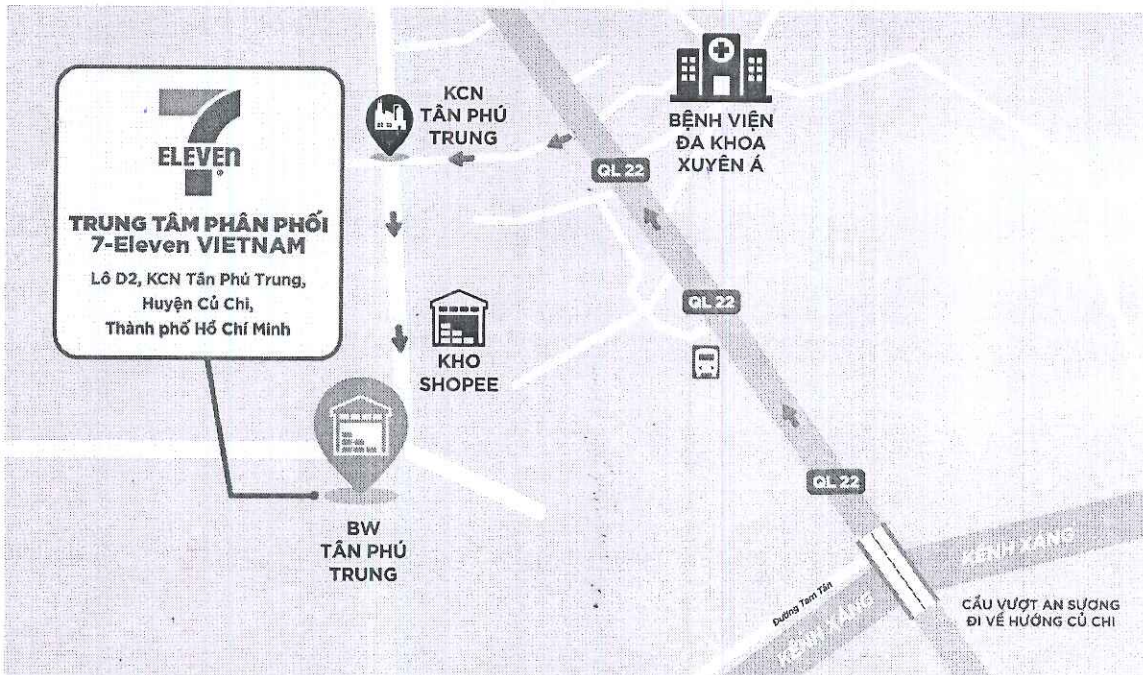 7
ELEVEN
®
TRUNG TÂM PHÂN PHỐI
7-Eleven VIETNAM
Lô D2, KCN Tân Phú Trung,
Huyện Củ Chi,
Thành phố Hồ Chí Minh
KCN
TÂN PHÚ
TRUNG
BỆNH VIỆN
ĐA KHOA
XUYÊN Á
QL 22
QL 22
KHO
SHOPEE
QL 22
BW
TÂN PHÚ
TRUNG
KÊNH XÁNG
Đường Tam Tân
KÊNH XÁNG
CẦU VƯỢT AN SƯƠNG
ĐI VỀ HƯỚNG CỦ CHI